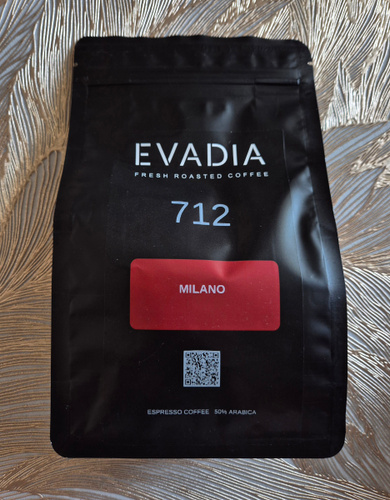 EVADIA
FRESH ROASTED COFFEE
712
MILANO
ESPRESSO COFFEE 50% ARABICA